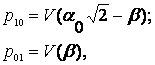 p₁₀ = V(α₀√2 − β);
p₀₁ = V(β),